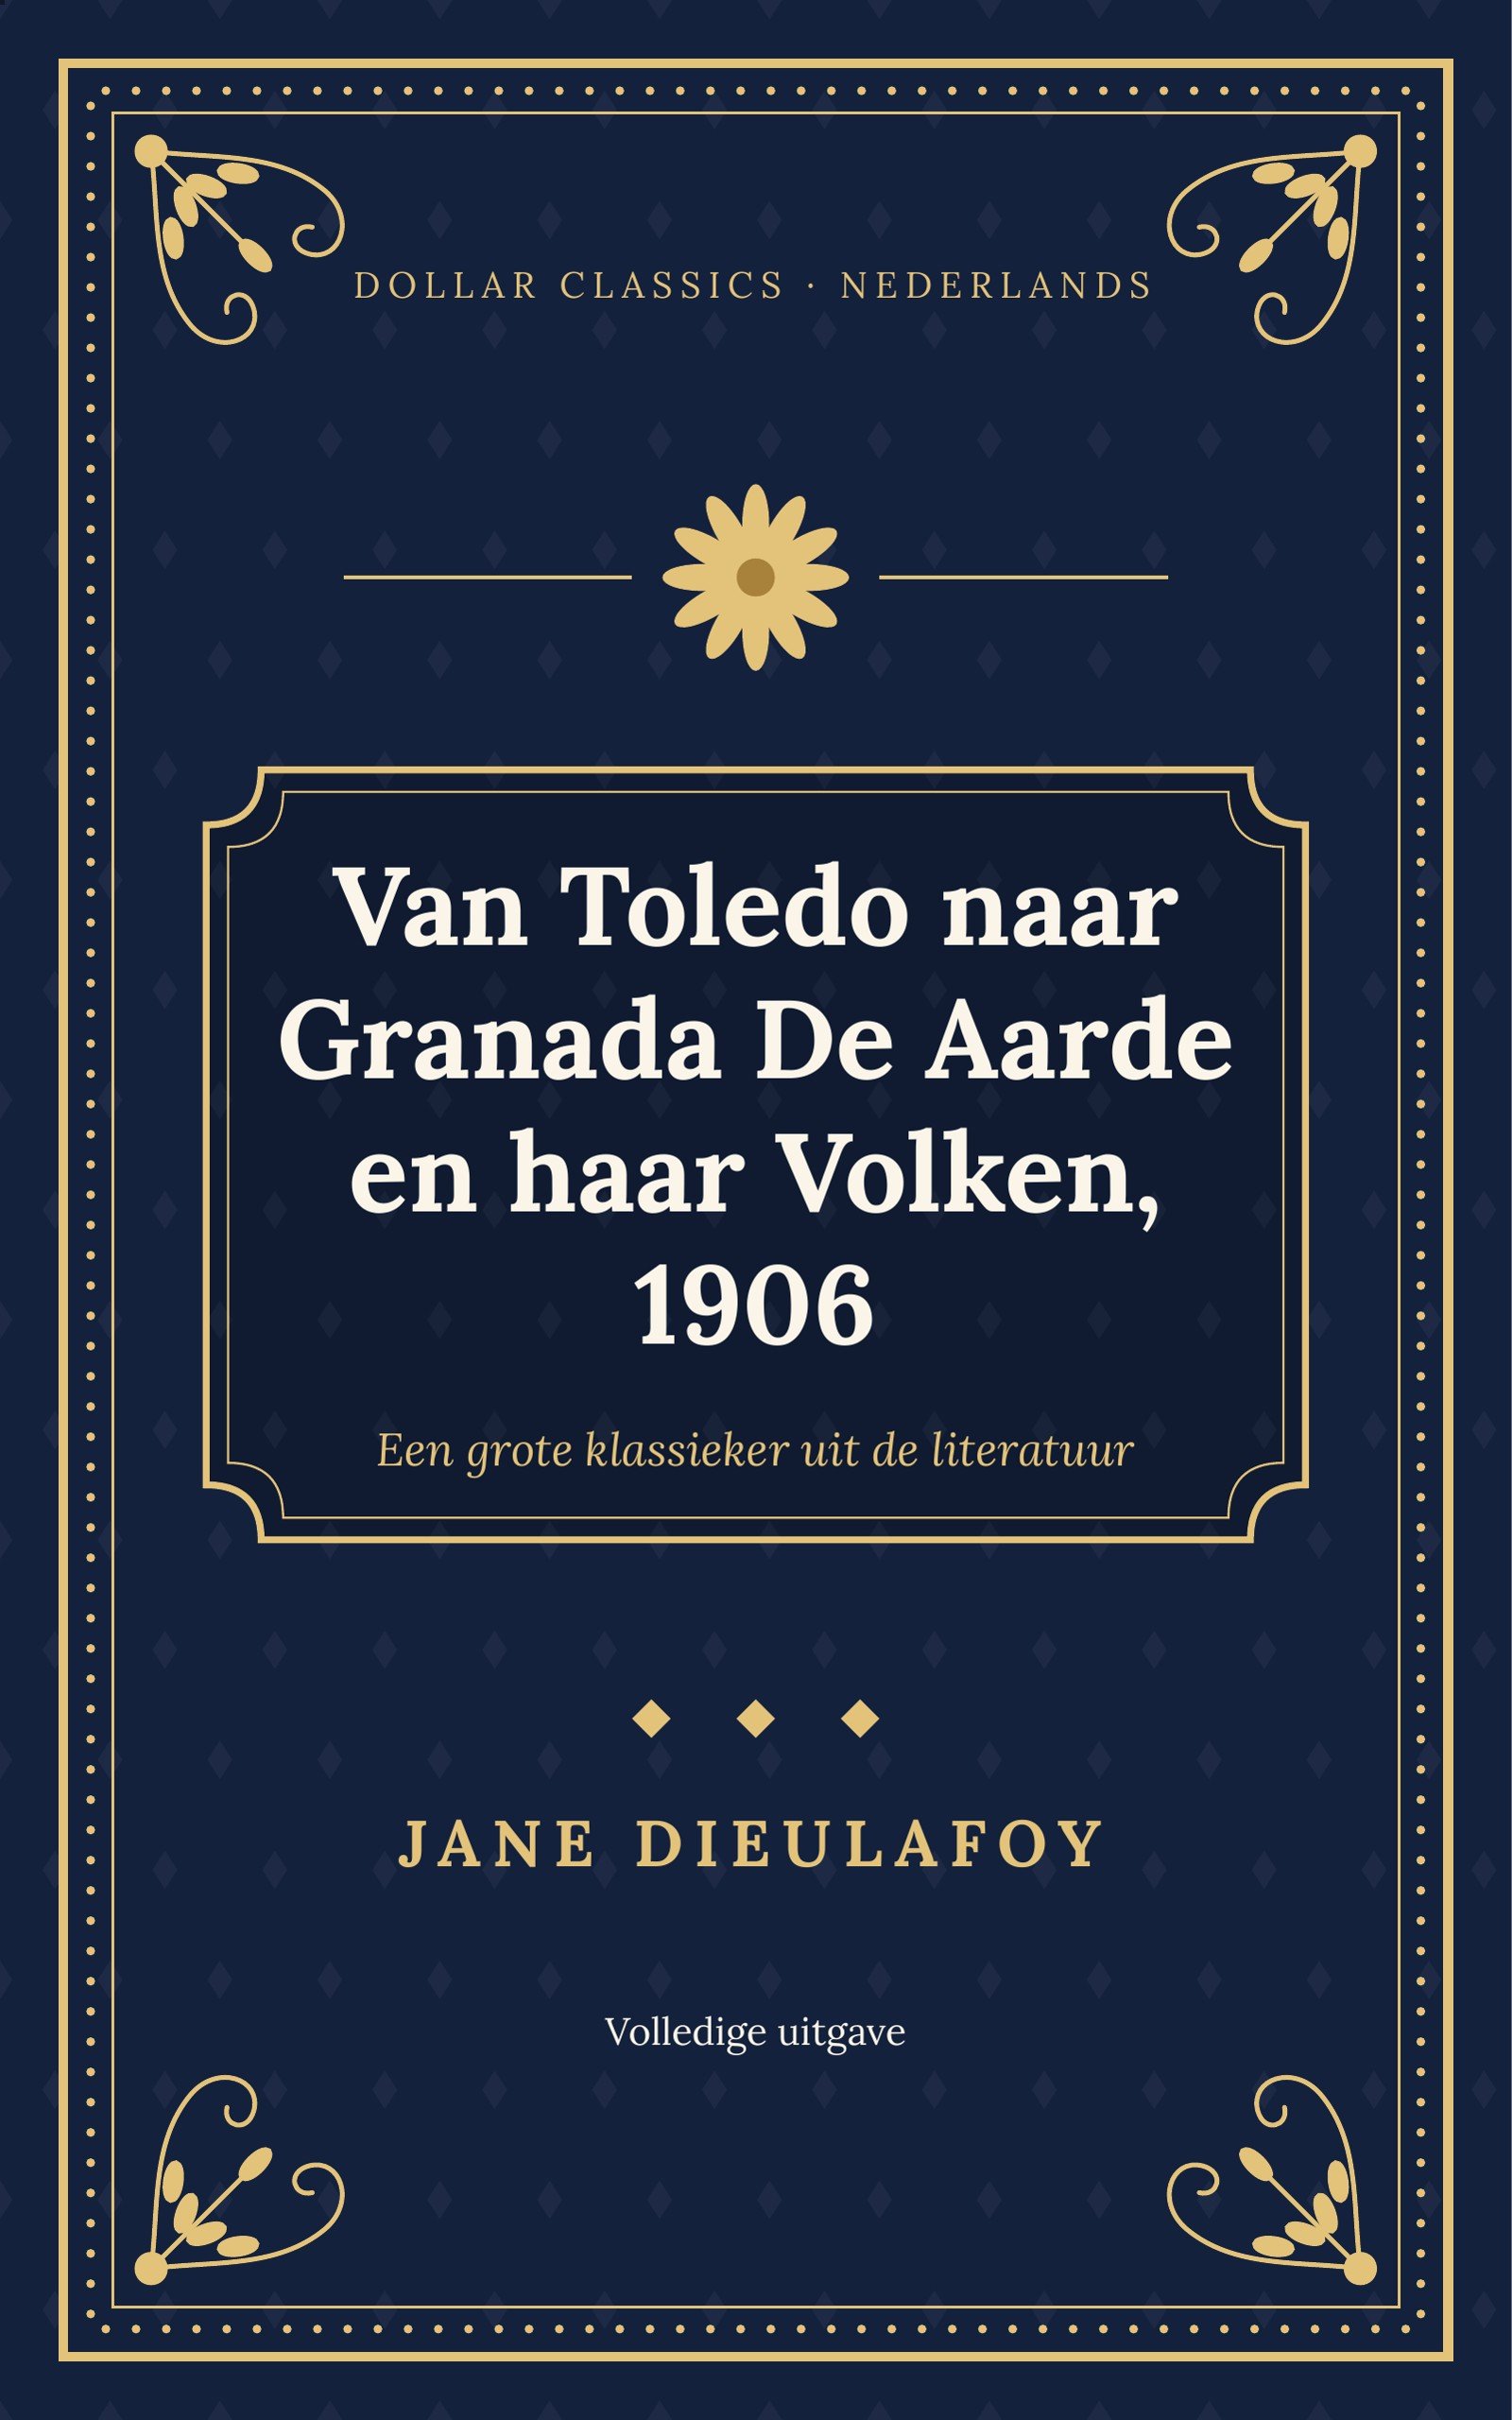 DOLLAR CLASSICS · NEDERLANDS
Van Toledo naar
Granada De Aarde
en haar Volken,
1906
Een grote klassieker uit de literatuur
JANE DIEULAFOY
Volledige uitgave